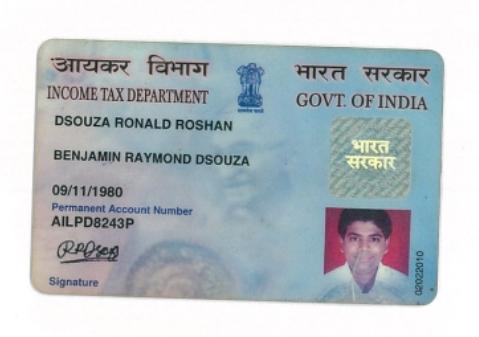 आयकर विभाग
INCOME TAX DEPARTMENT
भारत सरकार
GOVT. OF INDIA
DSOUZA RONALD ROSHAN
BENJAMIN RAYMOND DSOUZA
09/11/1980
Permanent Account Number
AILPD8243P
Signature
भारत
सरकार
02022010